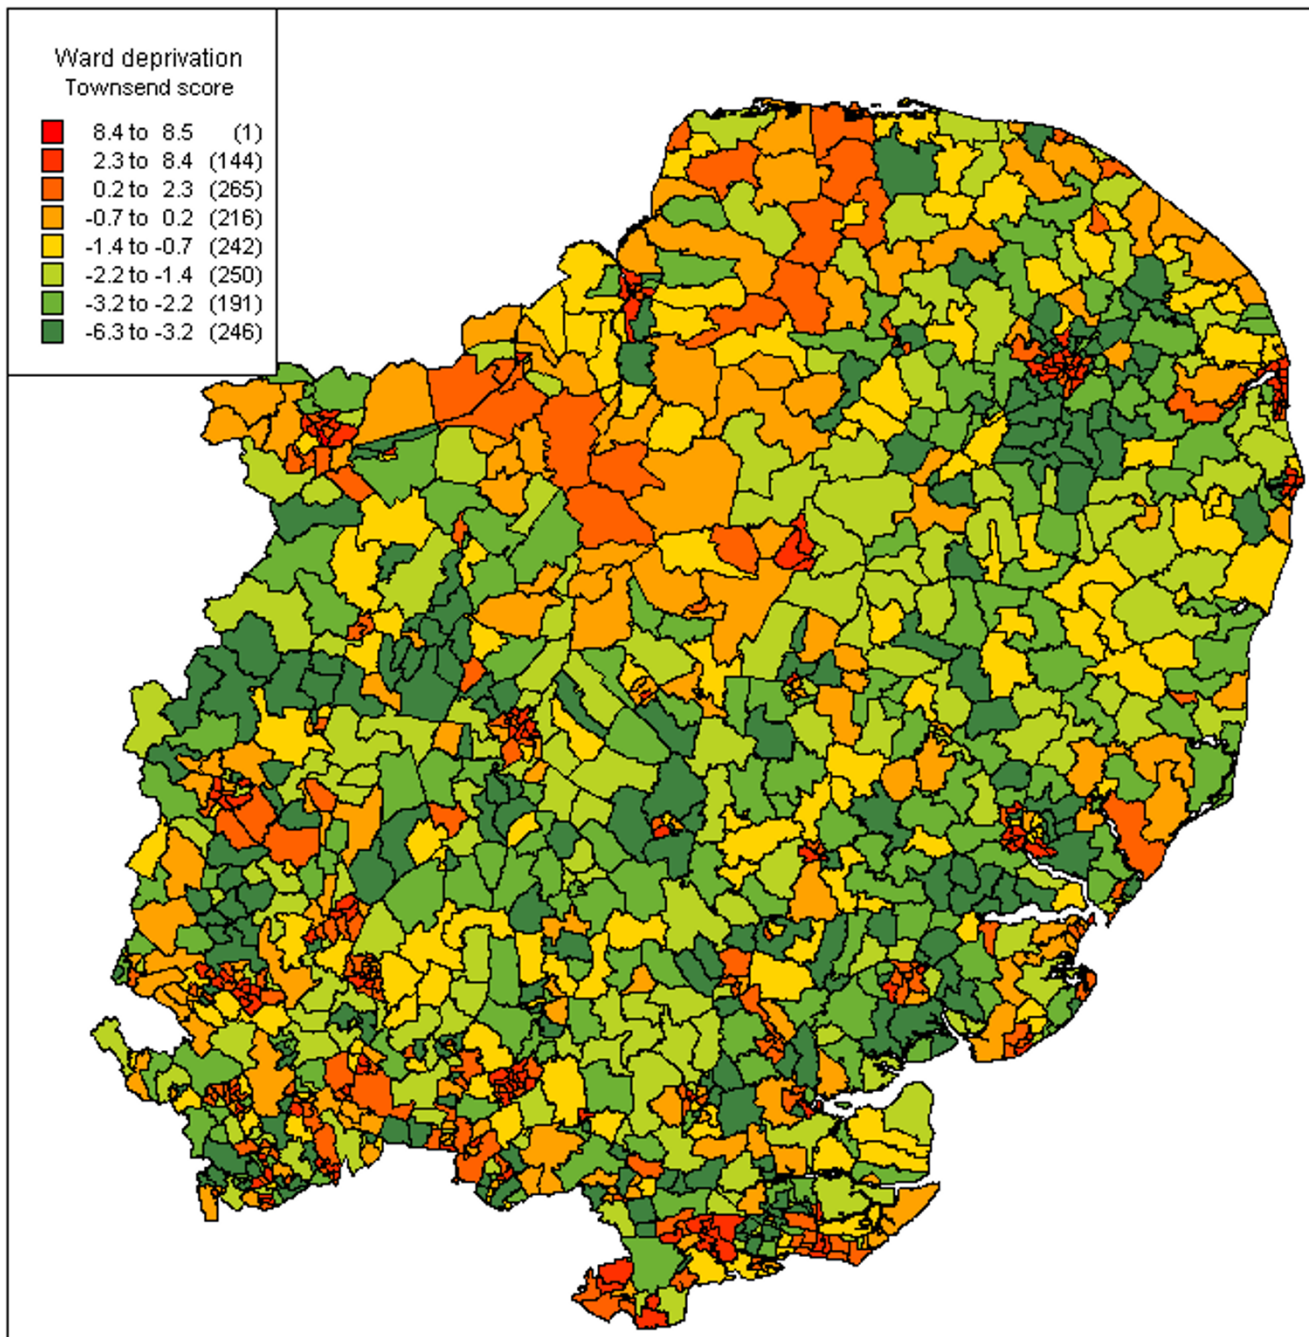 Ward deprivation
Townsend score
8.4 to 8.5 (1)
2.3 to 8.4 (144)
0.2 to 2.3 (265)
-0.7 to 0.2 (216)
-1.4 to -0.7 (242)
-2.2 to -1.4 (250)
-3.2 to -2.2 (191)
-6.3 to -3.2 (246)